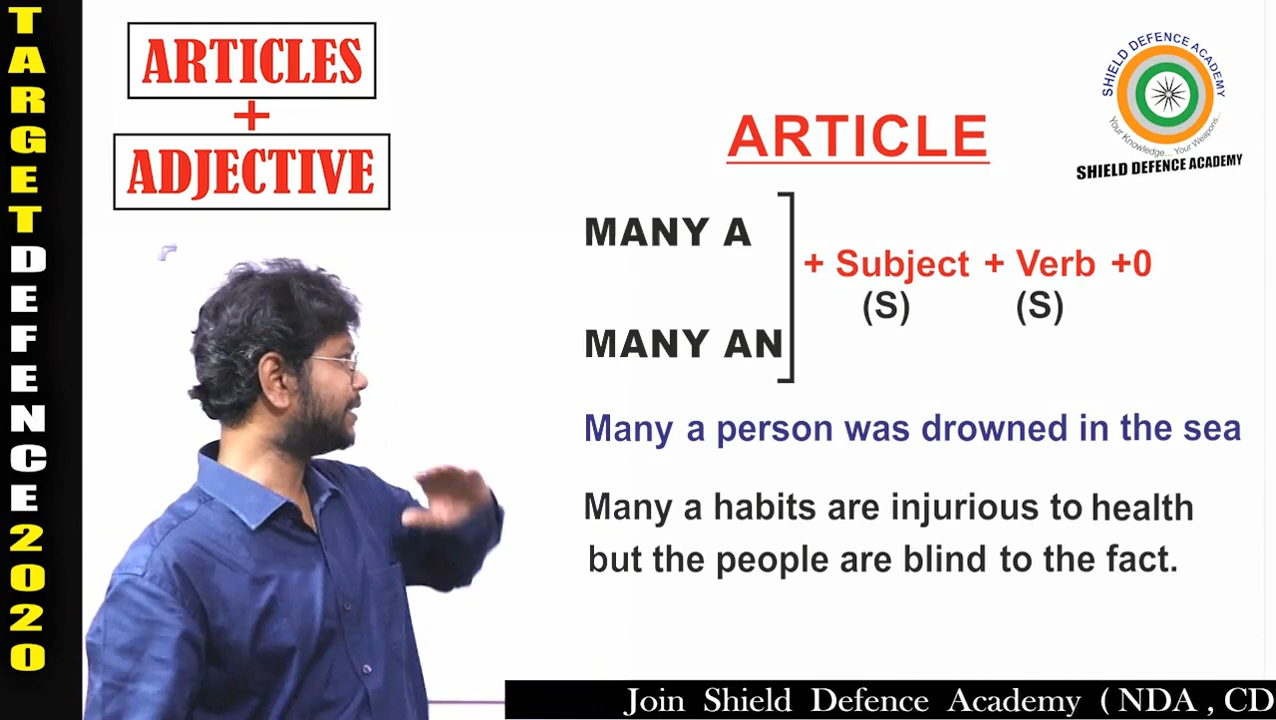 TARGET DEFENCE 2020
ARTICLES
+
ADJECTIVE
SHIELD DEFENCE ACADEMY
Your Knowledge... Your Weapons...
SHIELD DEFENCE ACADEMY
ARTICLE
MANY A
+ Subject + Verb +0
(S) (S)
MANY AN
Many a person was drowned in the sea
Many a habits are injurious to health
but the people are blind to the fact.
Join Shield Defence Academy ( NDA , CD